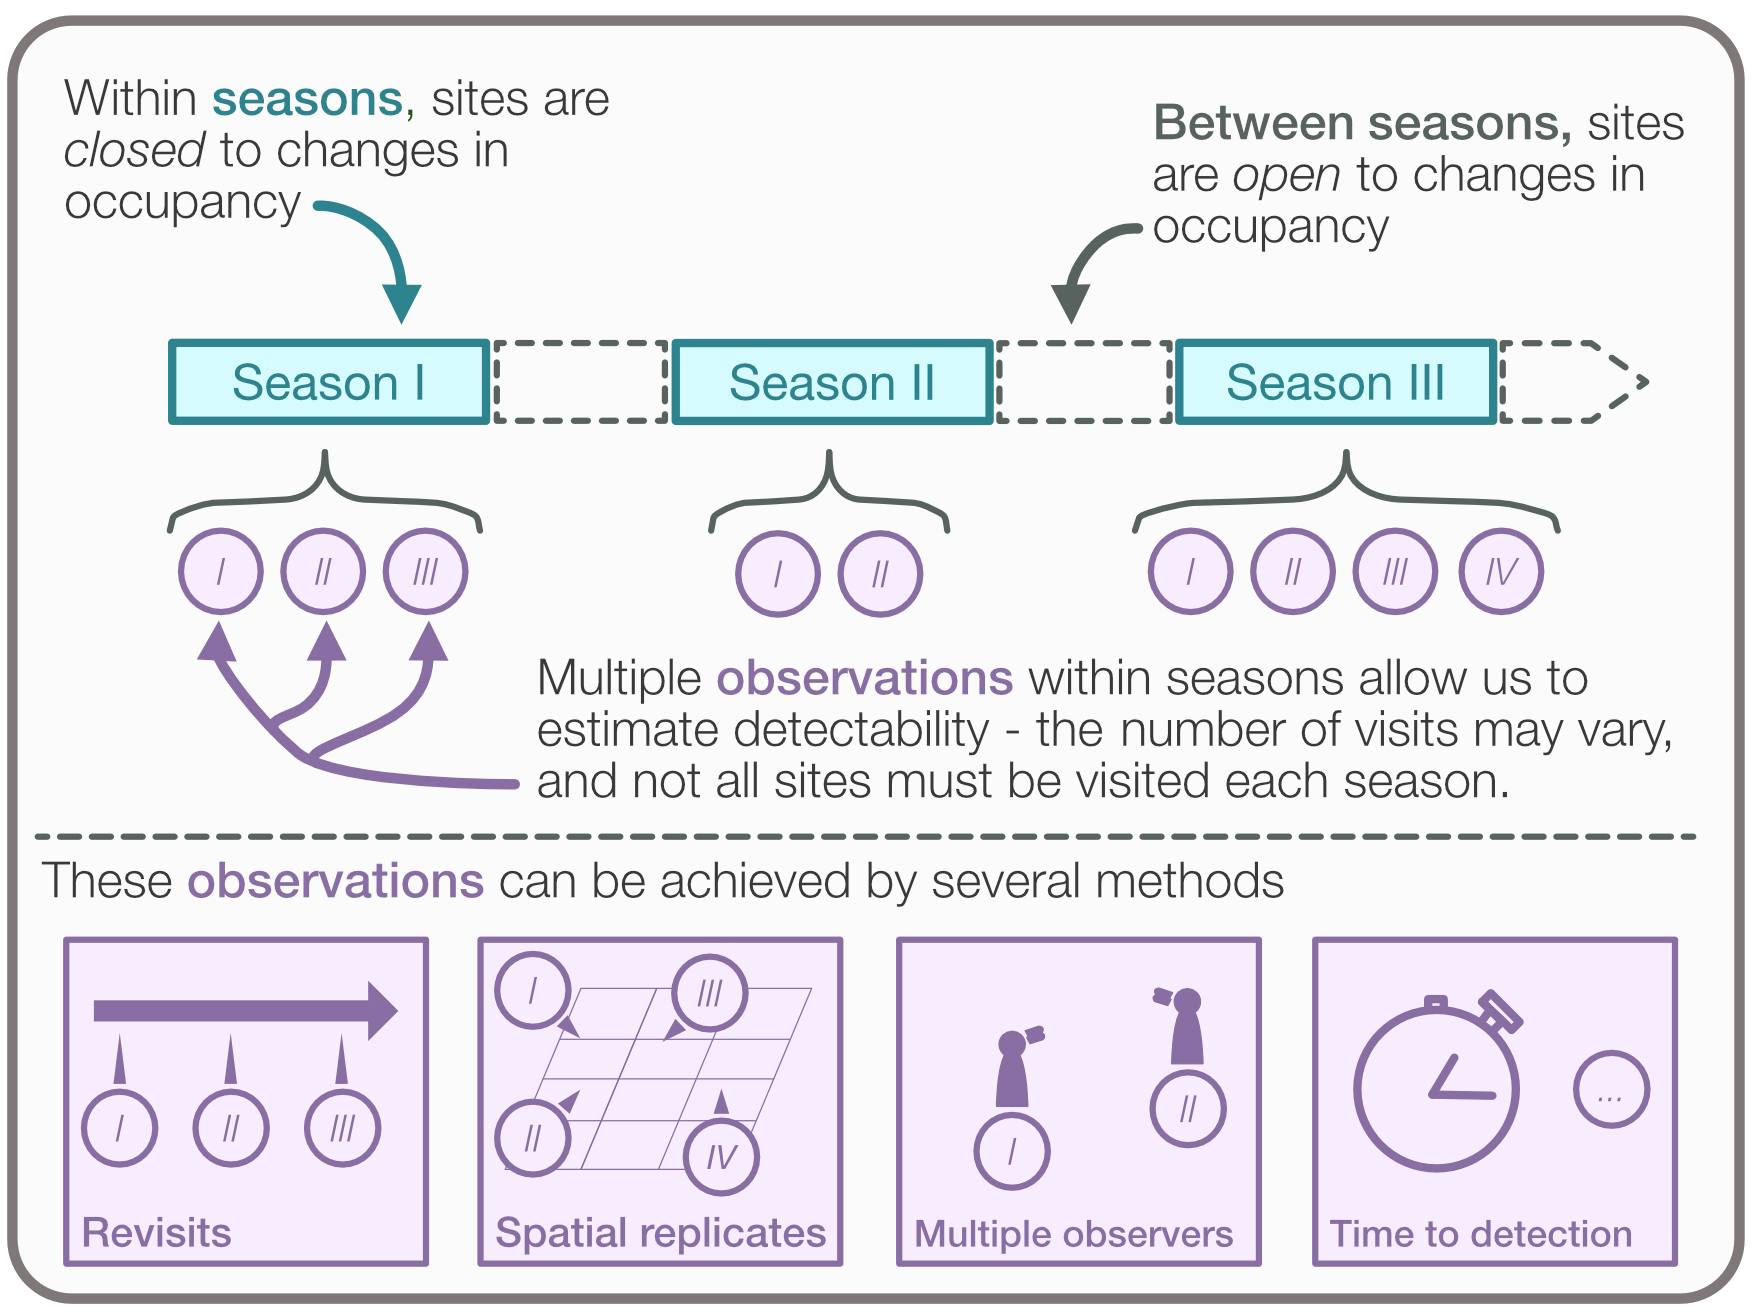 Within seasons, sites are
closed to changes in
occupancy
Between seasons, sites
are open to changes in
occupancy
Season I
Season II
Season III
I
II
III
I
II
I
II
III
IV
Multiple observations within seasons allow us to
estimate detectability - the number of visits may vary,
and not all sites must be visited each season.
These observations can be achieved by several methods
I
II
III
Revisits
I
III
II
IV
Spatial replicates
I
II
Multiple observers
...
Time to detection